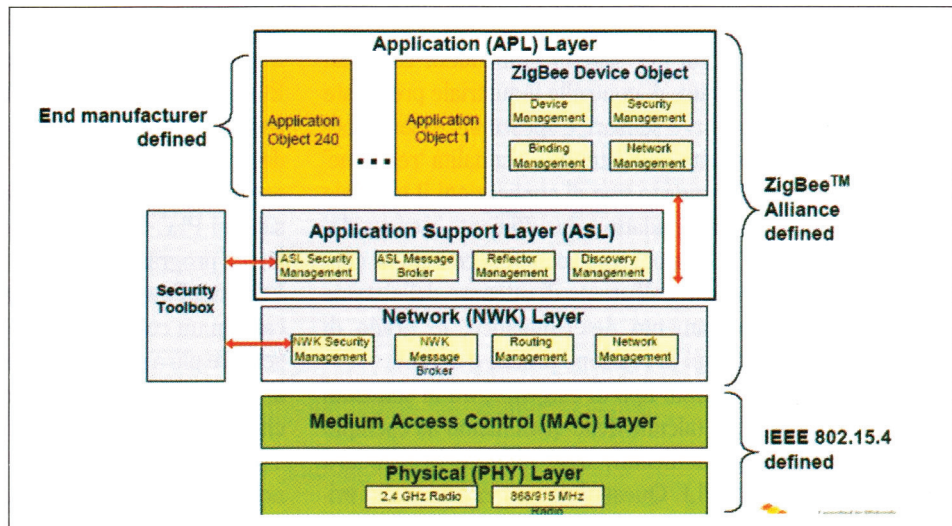 Application (APL) Layer
End manufacturer
defined
Application
Object 240
...
Application
Object 1
ZigBee Device Object
Device
Management
Security
Management
Binding
Management
Network
Management
ZigBee™
Alliance
defined
Application Support Layer (ASL)
ASL Security
Management
ASL Message
Broker
Reflector
Management
Discovery
Management
Security
Toolbox
Network (NWK) Layer
NWK Security
Management
NWK
Message
Broker
Routing
Management
Network
Management
Medium Access Control (MAC) Layer
IEEE 802.15.4
defined
Physical (PHY) Layer
2.4 GHz Radio
868/915 MHz
Radio